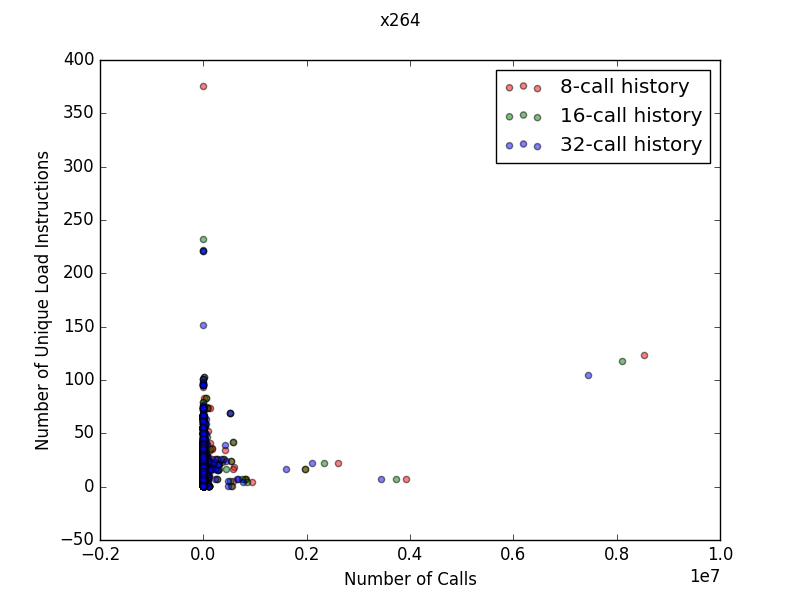 x264
400
350
300
250
200
150
100
50
0
−50
Number of Unique Load Instructions
8-call history
16-call history
32-call history
−0.2
0.0
0.2
0.4
0.6
0.8
1.0
1e7
Number of Calls